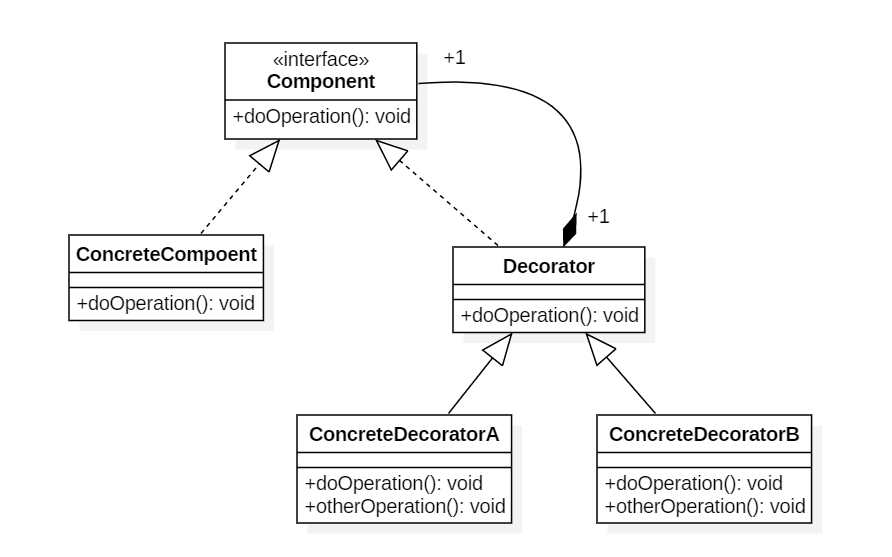 «interface»
Component
+1
+doOperation(): void
+1
ConcreteCompoent
+doOperation(): void
Decorator
+doOperation(): void
ConcreteDecoratorA
+doOperation(): void
+otherOperation(): void
ConcreteDecoratorB
+doOperation(): void
+otherOperation(): void